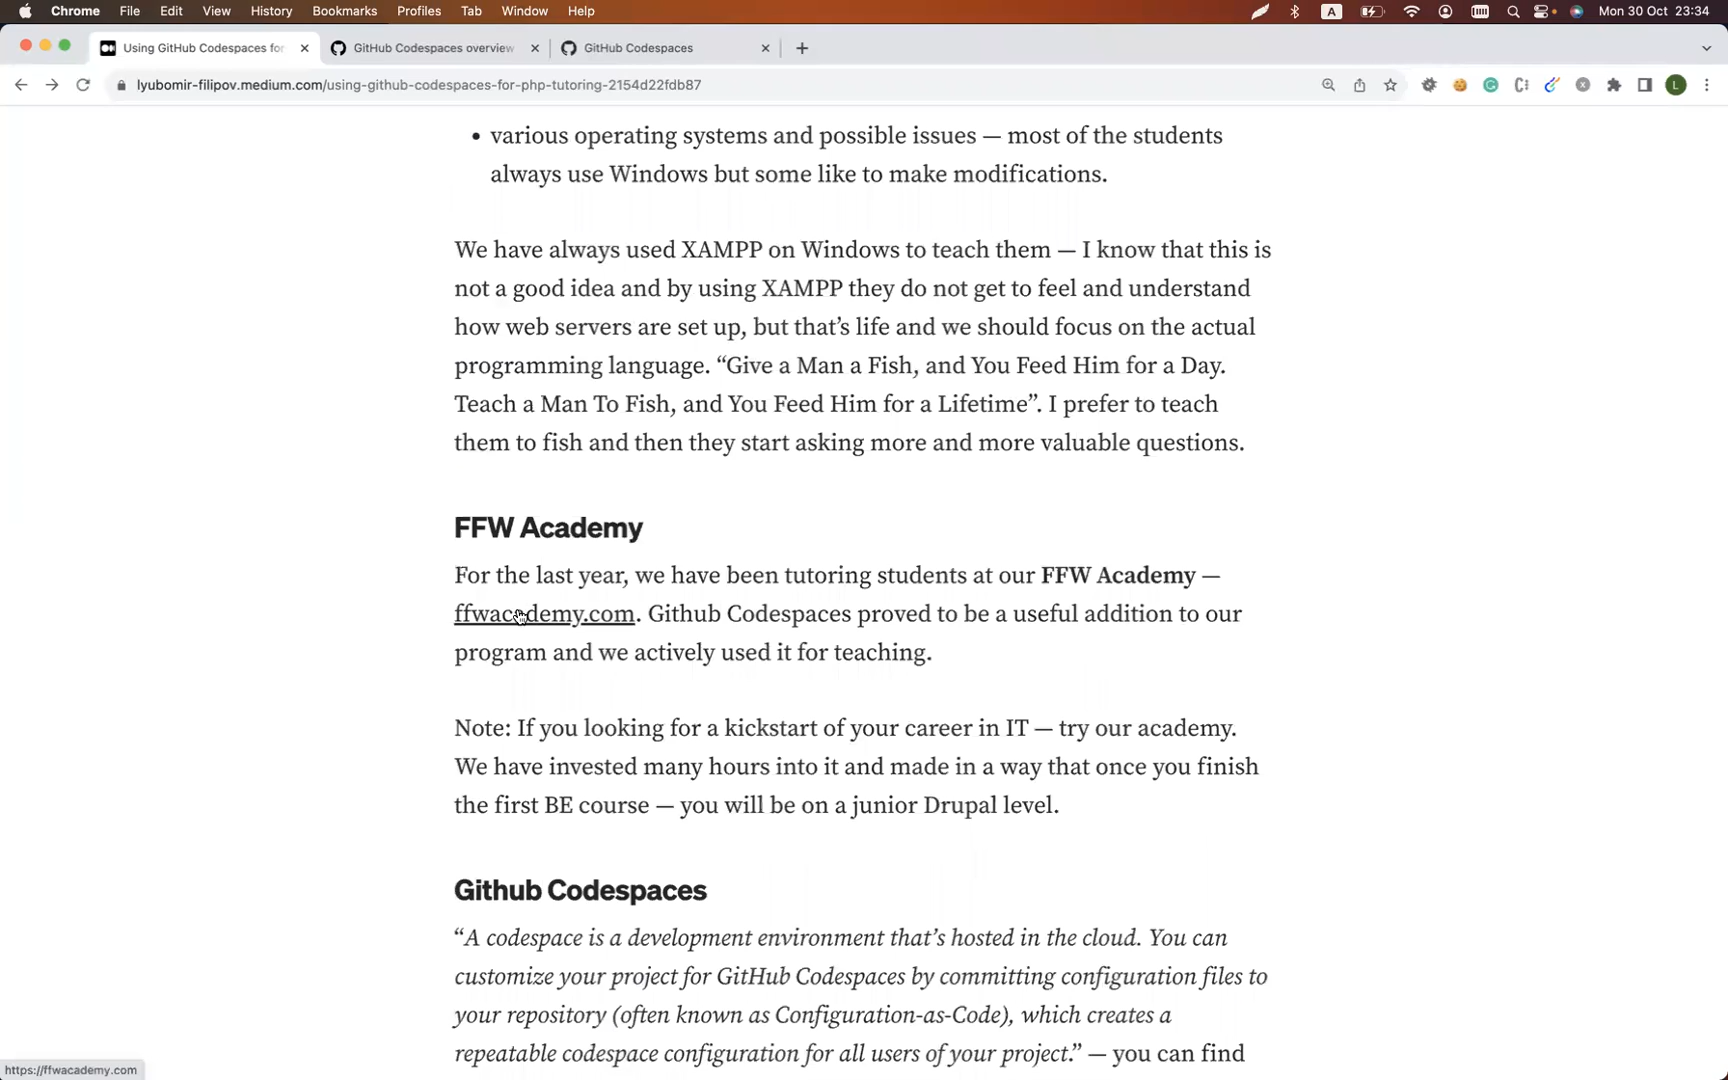 Chrome File Edit View History Bookmarks Profiles Tab Window Help A Mon 30 Oct 23:34
Using GitHub Codespaces for GitHub Codespaces overview GitHub Codespaces
lyubomir-filipov.medium.com/using-github-codespaces-for-php-tutoring-2154d22fdb87 L
• various operating systems and possible issues — most of the students
always use Windows but some like to make modifications.
We have always used XAMPP on Windows to teach them — I know that this is
not a good idea and by using XAMPP they do not get to feel and understand
how web servers are set up, but that’s life and we should focus on the actual
programming language. “Give a Man a Fish, and You Feed Him for a Day.
Teach a Man To Fish, and You Feed Him for a Lifetime”. I prefer to teach
them to fish and then they start asking more and more valuable questions.
FFW Academy
For the last year, we have been tutoring students at our FFW Academy —
ffwacademy.com. Github Codespaces proved to be a useful addition to our
program and we actively used it for teaching.
Note: If you looking for a kickstart of your career in IT — try our academy.
We have invested many hours into it and made in a way that once you finish
the first BE course — you will be on a junior Drupal level.
Github Codespaces
“A codespace is a development environment that’s hosted in the cloud. You can
customize your project for GitHub Codespaces by committing configuration files to
your repository (often known as Configuration-as-Code), which creates a
repeatable codespace configuration for all users of your project.” — you can find
https://ffwacademy.com